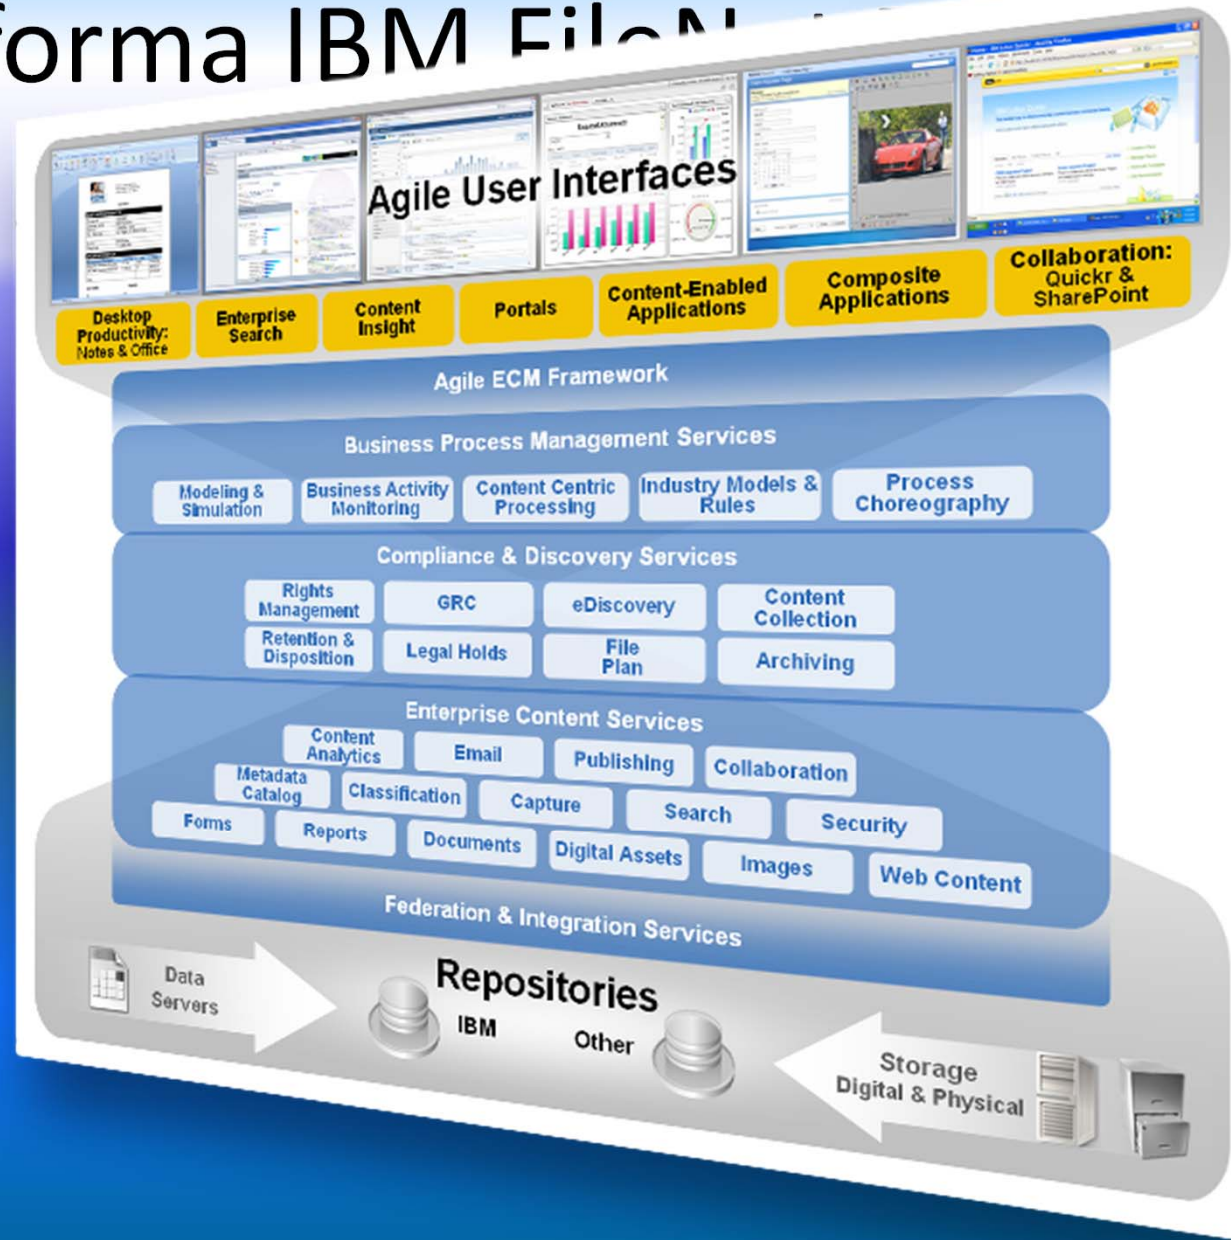 forma IBM FileNet
Agile User Interfaces
Desktop
Productivity:
Notes & Office
Enterprise
Search
Content
Insight
Portals
Content-Enabled
Applications
Composite
Applications
Collaboration:
Quickr &
SharePoint
Agile ECM Framework
Business Process Management Services
Modeling &
Simulation
Business Activity
Monitoring
Content Centric
Processing
Industry Models &
Rules
Process
Choreography
Compliance & Discovery Services
Rights
Management
GRC
eDiscovery
Content
Collection
Retention &
Disposition
Legal Holds
File
Plan
Archiving
Enterprise Content Services
Content
Analytics
Email
Publishing
Collaboration
Metadata
Catalog
Classification
Capture
Search
Security
Forms
Reports
Documents
Digital Assets
Images
Web Content
Federation & Integration Services
Data
Servers
Repositories
IBM
Other
Storage
Digital & Physical